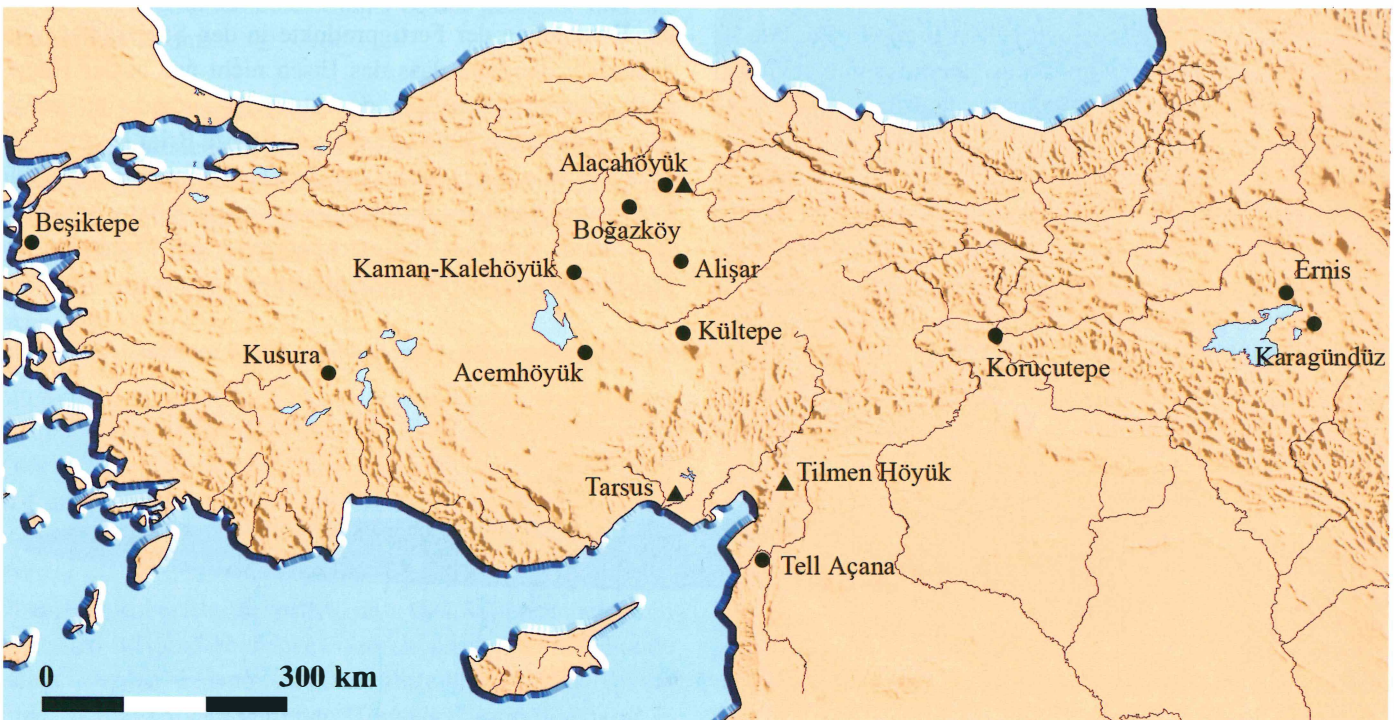 Alacahöyük
Beşiktepe
Boğazköy
Kaman-Kalehöyük
Alişar
Ernis
Kültepe
Kusura
Acemhöyük
Korucutepe
Karagündüz
Tilmen Höyük
Tarsus
Tell Açana
0
300 km